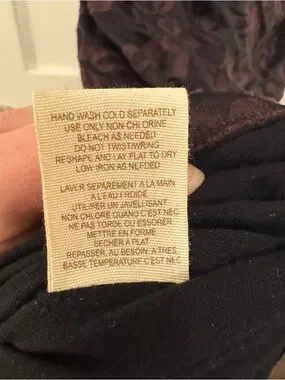 HAND WASH COLD SEPARATELY
USE ONLY NON-CHLORINE
BLEACH AS NEEDED
DO NOT TWIST/WRING
RESHAPE AND LAY FLAT TO DRY
LOW IRON AS NEEDED
LAVER SEPAREMENT A LA MAIN
A L'EAU FROIDE
UTILISER UN JAVELLISANT
NON CHLORE QUAND C'EST NEC
NE PAS TORDE OU ESSORER
METTRE EN FORME
SECHER A PLAT
REPASSER, AU BESOIN, A TRES
BASSE TEMPERATURE C'EST NEC